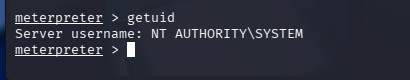 meterpreter > getuid
Server username: NT AUTHORITY\SYSTEM
meterpreter >